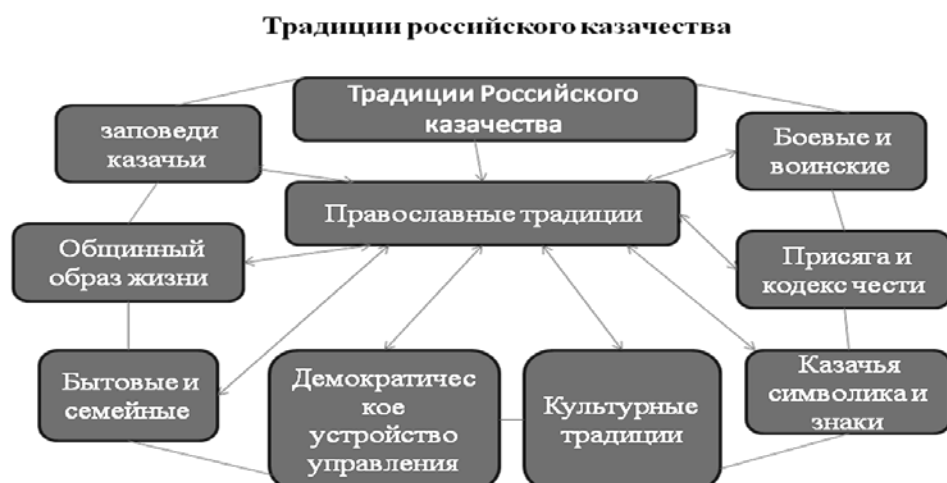 Традиции российского казачества
Традиции Российского
казачества
заповеди
казачьи
Боевые и
воинские
Православные традиции
Общинный
образ жизни
Присяга и
кодекс чести
Бытовые и
семейные
Демократичес
кое
устройство
управления
Культурные
традиции
Казачья
символика и
знаки